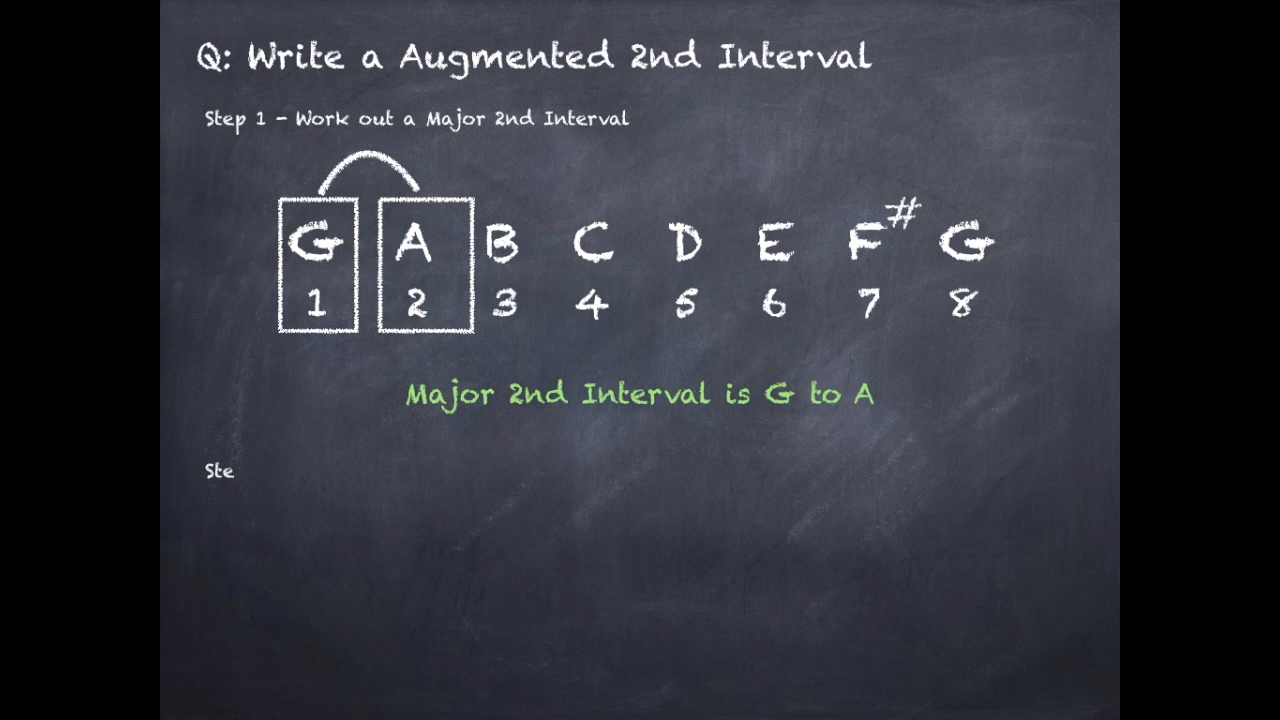 Q: Write a Augmented 2nd Interval
Step 1 - Work out a Major 2nd Interval
G A B C D E F# G
1 2 3 4 5 6 7 8
Major 2nd Interval is G to A
Ste